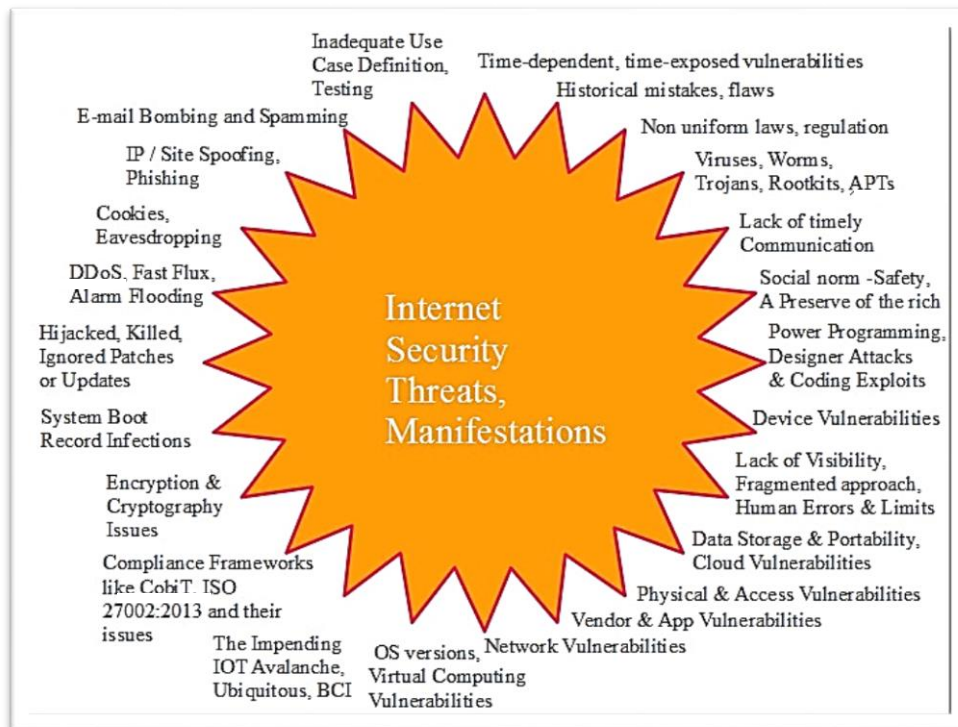 Inadequate Use
Case Definition,
Testing
Time-dependent, time-exposed vulnerabilities
Historical mistakes, flaws
Non uniform laws, regulation
Viruses, Worms,
Trojans, Rootkits, APTs
Lack of timely
Communication
Social norm -Safety,
A Preserve of the rich
Power Programming,
Designer Attacks
& Coding Exploits
Device Vulnerabilities
Lack of Visibility,
Fragmented approach,
Human Errors & Limits
Data Storage & Portability,
Cloud Vulnerabilities
Physical & Access Vulnerabilities
Vendor & App Vulnerabilities
Network Vulnerabilities
OS versions,
Virtual Computing
Vulnerabilities
The Impending
IOT Avalanche,
Ubiquitous, BCI
Compliance Frameworks
like CobiT, ISO
27002:2013 and their
issues
Encryption &
Cryptography
Issues
System Boot
Record Infections
Hijacked, Killed,
Ignored Patches
or Updates
DDoS, Fast Flux,
Alarm Flooding
Cookies,
Eavesdropping
IP / Site Spoofing,
Phishing
E-mail Bombing and Spamming
Internet
Security
Threats,
Manifestations